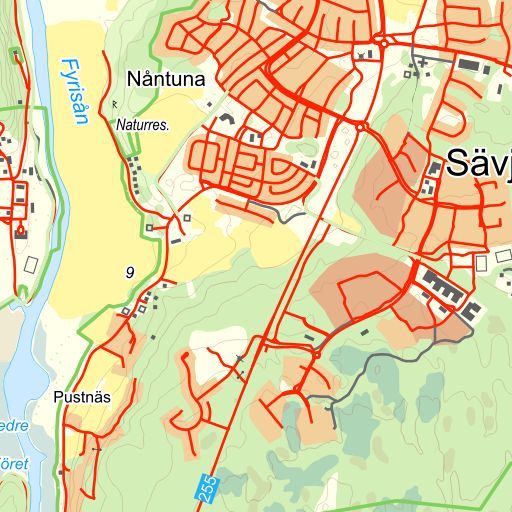 Fyrisån
Nåntuna
Naturres.
Sävj
9
Pustnäs
edre
öret
255